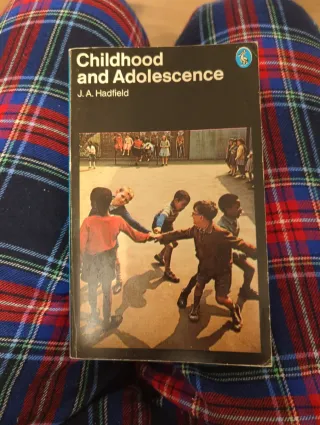 Childhood
and Adolescence
J. A. Hadfield